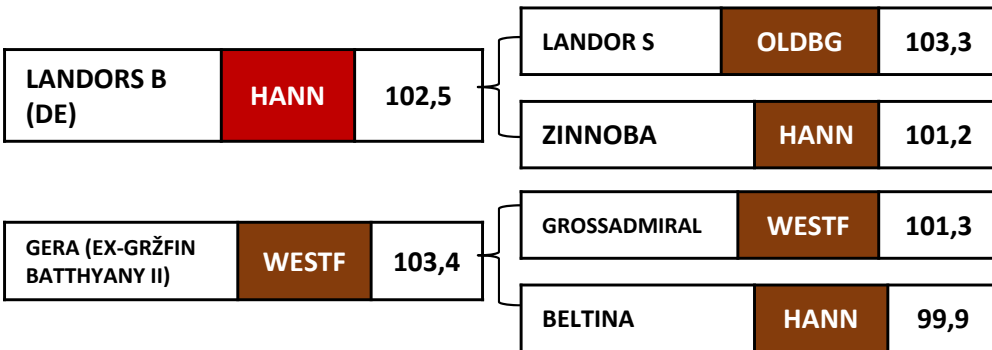 LANDORS B
(DE)
HANN
102,5
LANDOR S
OLDBG
103,3
ZINNOBA
HANN
101,2
GERA (EX-GRŽFIN
BATTHYANY II)
WESTF
103,4
GROSSADMIRAL
WESTF
101,3
BELTINA
HANN
99,9